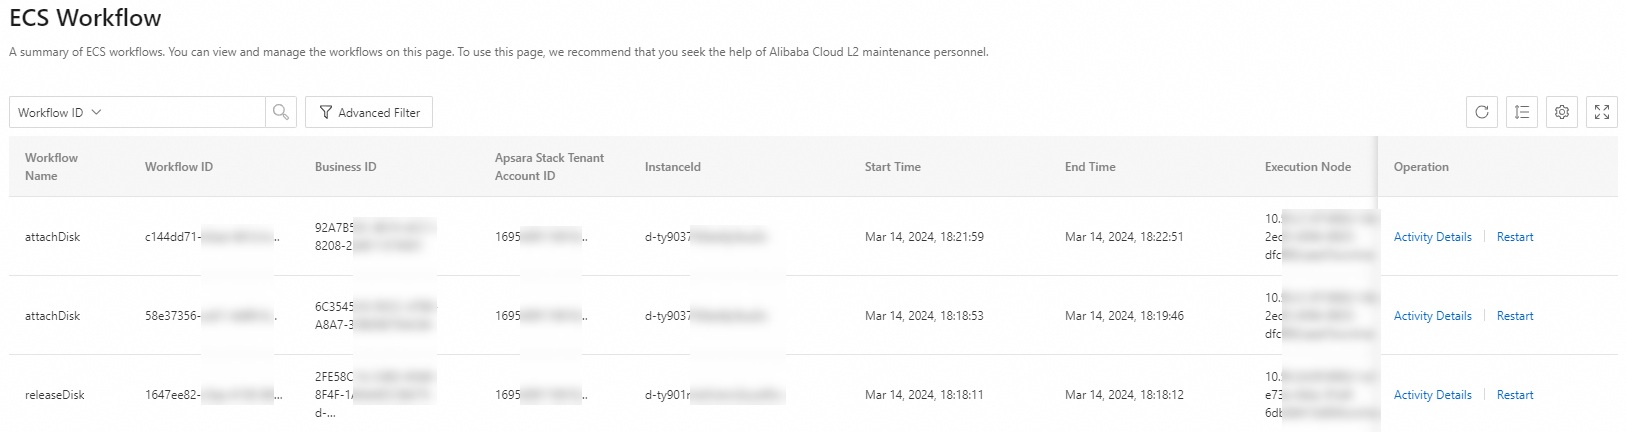 ECS Workflow
A summary of ECS workflows. You can view and manage the workflows on this page. To use this page, we recommend that you seek the help of Alibaba Cloud L2 maintenance personnel.
Workflow ID
Advanced Filter
Workflow Name
Workflow ID
Business ID
Apsara Stack Tenant Account ID
InstanceId
Start Time
End Time
Execution Node
Operation
attachDisk
c144dd71-
92A7B5
8208-2
1695
d-ty9037
Mar 14, 2024, 18:21:59
Mar 14, 2024, 18:22:51
10.
2ed
dfc
Activity Details
Restart
attachDisk
58e37356-
6C3545
A8A7-3
1695
d-ty9037
Mar 14, 2024, 18:18:53
Mar 14, 2024, 18:19:46
10.
2ed
dfc
Activity Details
Restart
releaseDisk
1647ee82-
2FE58C
8F4F-1
d-...
1695
d-ty901
Mar 14, 2024, 18:18:11
Mar 14, 2024, 18:18:12
10.
e73
6db
Activity Details
Restart